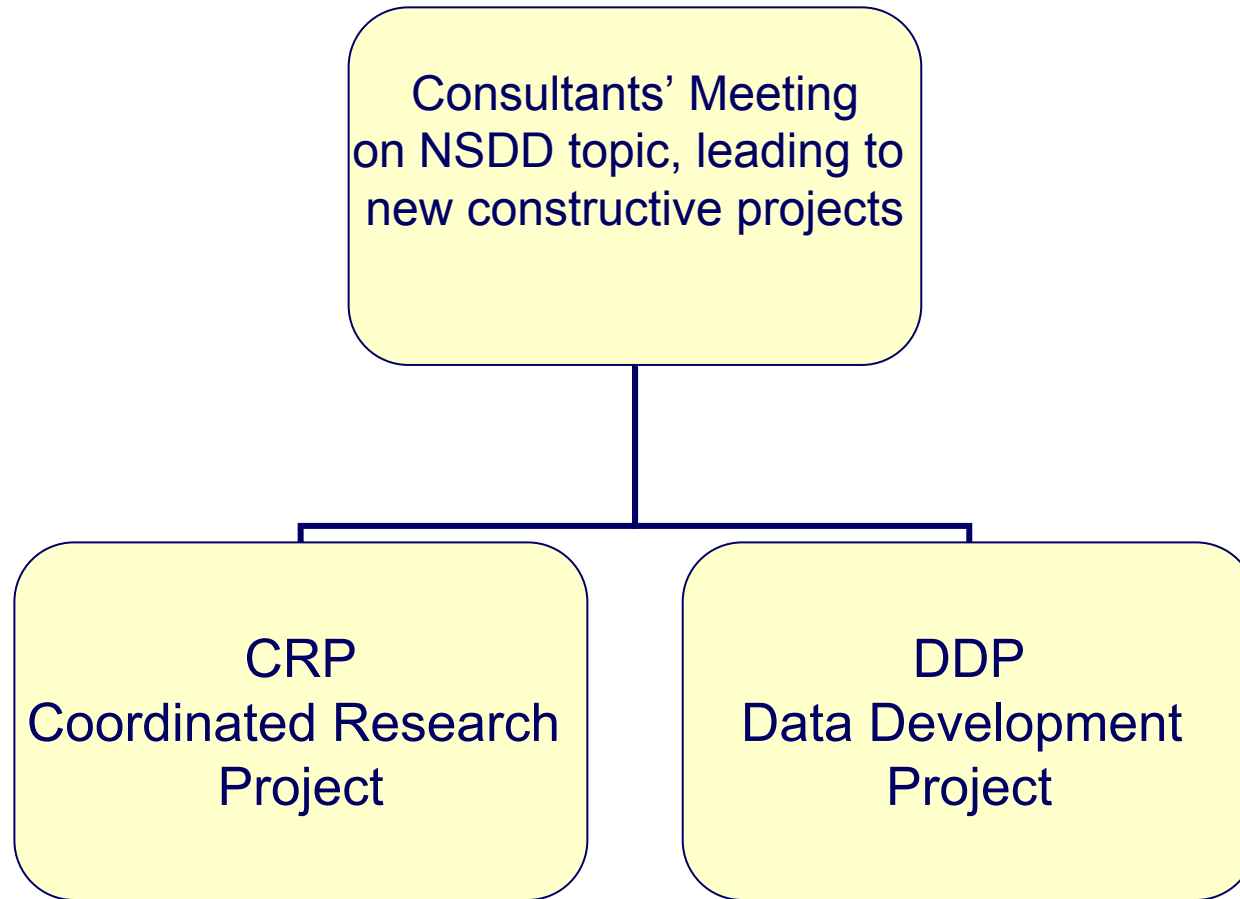 Consultants’ Meeting
on NSDD topic, leading to
new constructive projects
CRP
Coordinated Research
Project
DDP
Data Development
Project